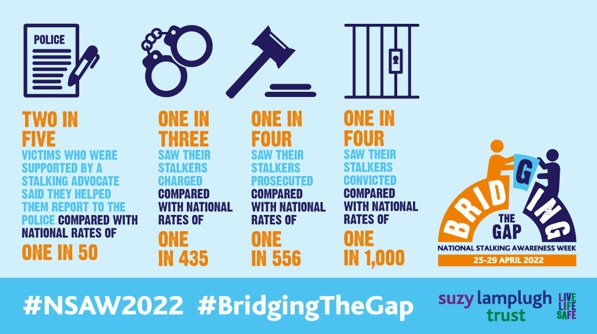 POLICE
TWO IN
FIVE
VICTIMS WHO WERE
SUPPORTED BY A
STALKING ADVOCATE
SAID THEY HELPED
THEM REPORT TO THE
POLICE COMPARED WITH
NATIONAL RATES OF
ONE IN 50
ONE IN
THREE
SAW THEIR
STALKERS
CHARGED
COMPARED
WITH NATIONAL
RATES OF
ONE
IN 435
ONE IN
FOUR
SAW THEIR
STALKERS
PROSECUTED
COMPARED
WITH NATIONAL
RATES OF
ONE
IN 556
ONE IN
FOUR
SAW THEIR
STALKERS
CONVICTED
COMPARED
WITH NATIONAL
RATES OF
ONE
IN 1,000
BRIDGING
THE
GAP
NATIONAL STALKING AWARENESS WEEK
25-29 APRIL 2022
#NSAW2022 #BridgingTheGap
suzy lamplugh
trust
LIVE
LIFE
SAFE